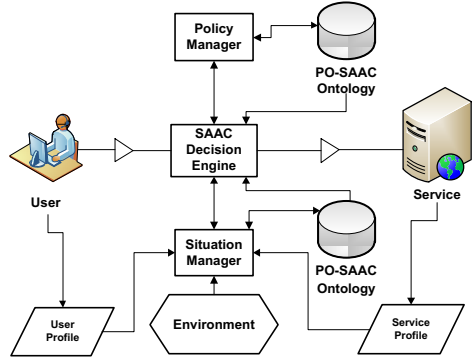 Policy
Manager
PO-SAAC
Ontology
SAAC
Decision
Engine
User
Service
Situation
Manager
PO-SAAC
Ontology
User
Profile
Environment
Service
Profile